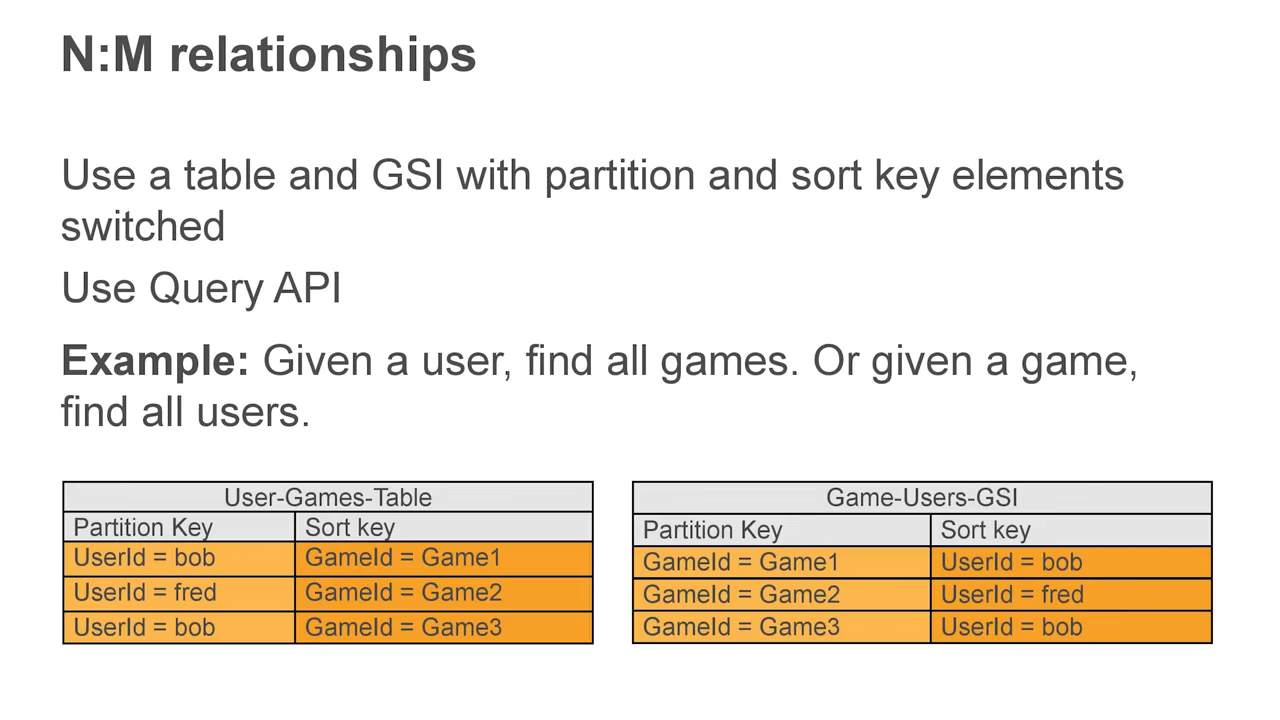 N:M relationships
Use a table and GSI with partition and sort key elements
switched
Use Query API
Example: Given a user, find all games. Or given a game,
find all users.
User-Games-Table
Partition Key Sort key
UserId = bob GameId = Game1
UserId = fred GameId = Game2
UserId = bob GameId = Game3
Game-Users-GSI
Partition Key Sort key
GameId = Game1 UserId = bob
GameId = Game2 UserId = fred
GameId = Game3 UserId = bob